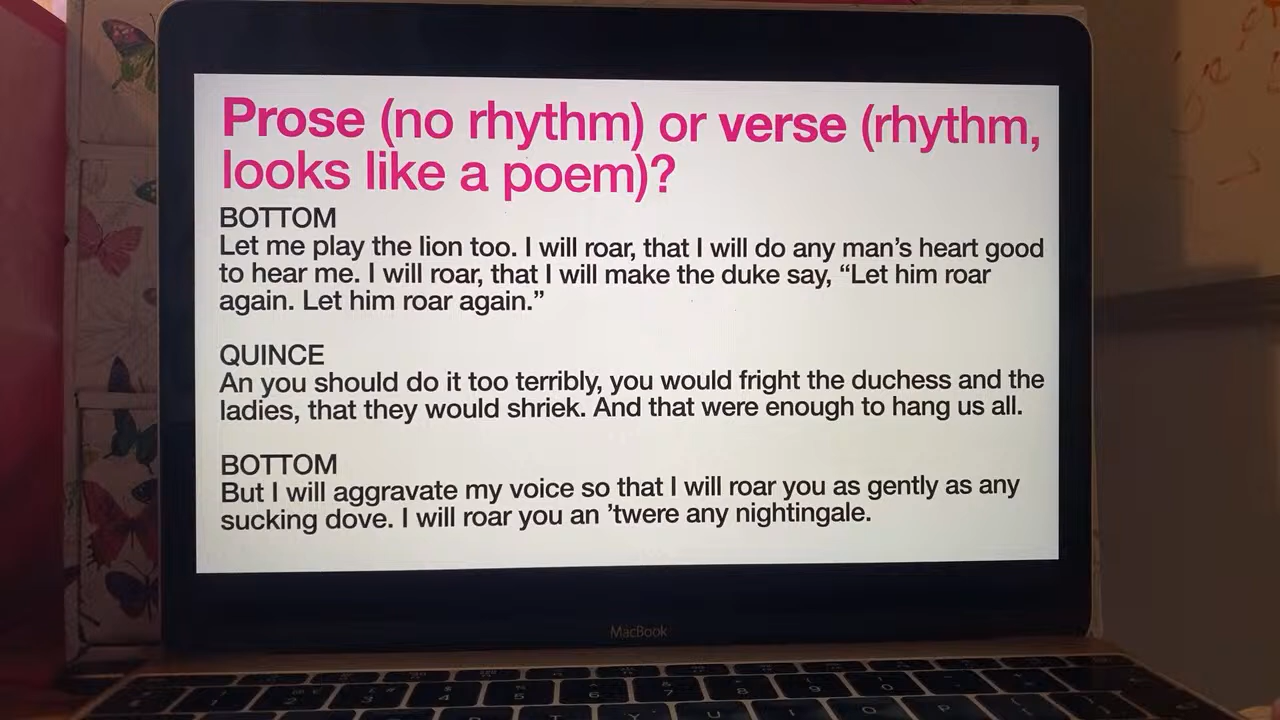 Prose (no rhythm) or verse (rhythm,
looks like a poem)?
BOTTOM
Let me play the lion too. I will roar, that I will do any man’s heart good
to hear me. I will roar, that I will make the duke say, “Let him roar
again. Let him roar again.”
QUINCE
An you should do it too terribly, you would fright the duchess and the
ladies, that they would shriek. And that were enough to hang us all.
BOTTOM
But I will aggravate my voice so that I will roar you as gently as any
sucking dove. I will roar you an ’twere any nightingale.
MacBook